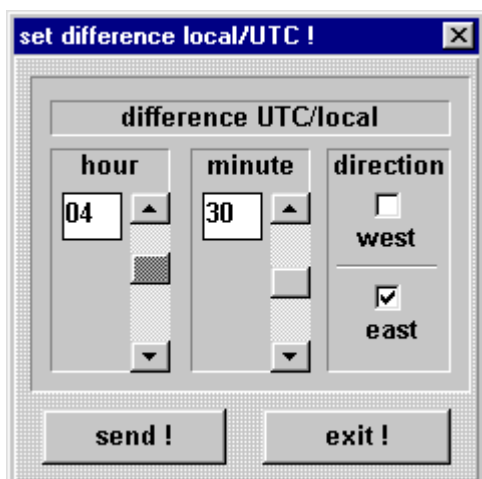 set difference local/UTC !
difference UTC/local
hour minute direction
04 30
west
east
send ! exit !